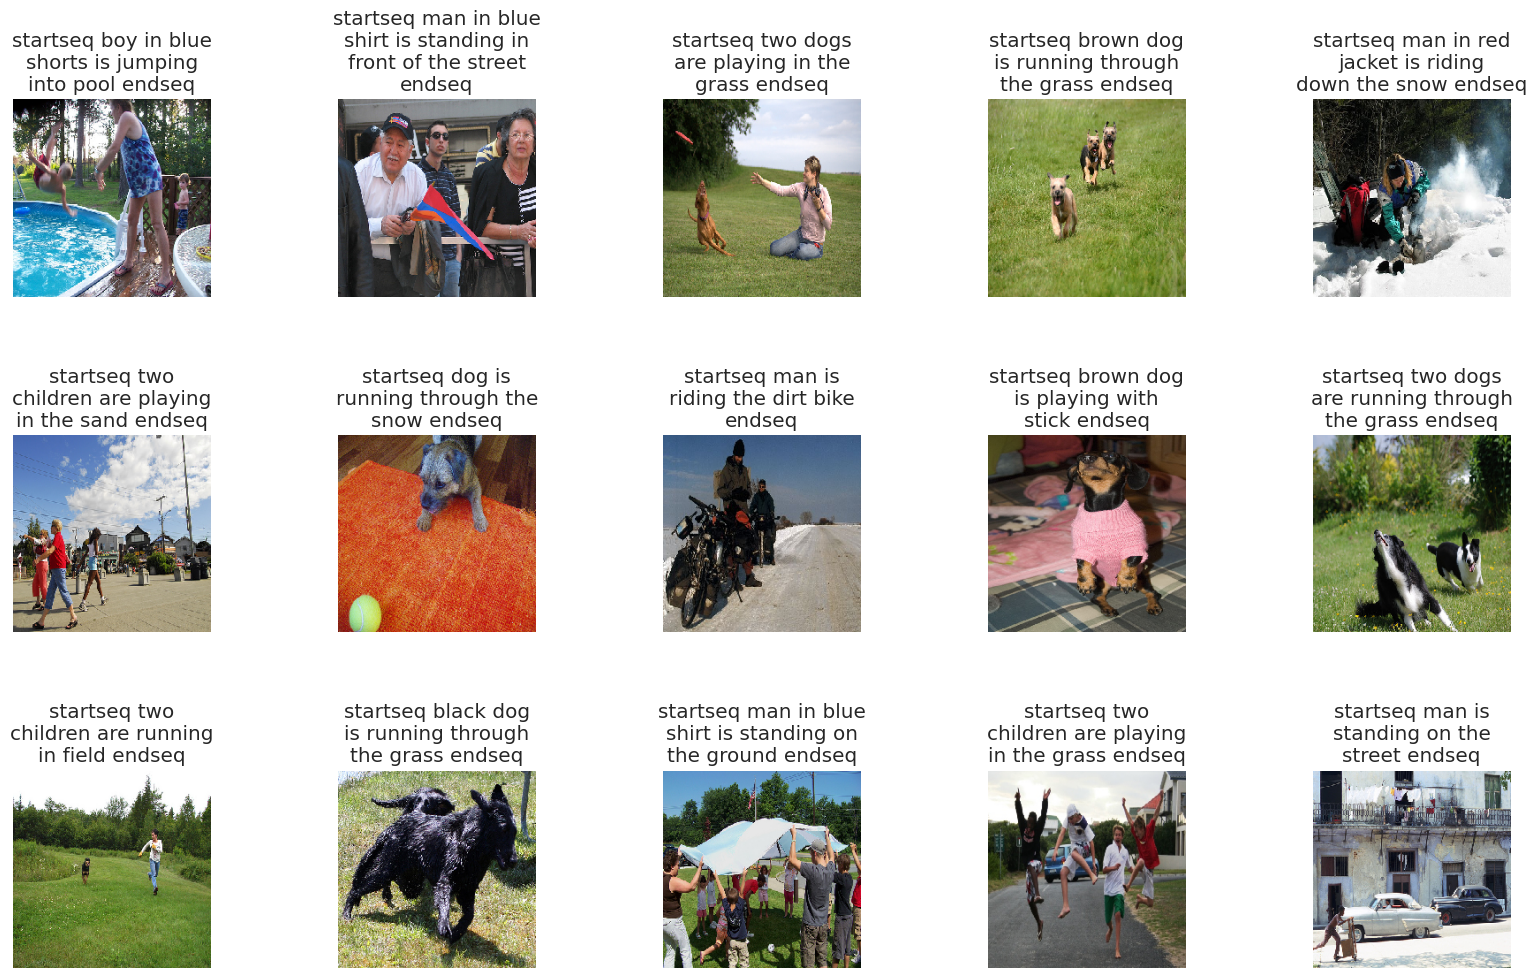 startseq boy in blue
shorts is jumping
into pool endseq
startseq man in blue
shirt is standing in
front of the street
endseq
startseq two dogs
are playing in the
grass endseq
startseq brown dog
is running through
the grass endseq
startseq man in red
jacket is riding
down the snow endseq
startseq two
children are playing
in the sand endseq
startseq dog is
running through the
snow endseq
startseq man is
riding the dirt bike
endseq
startseq brown dog
is playing with
stick endseq
startseq two dogs
are running through
the grass endseq
startseq two
children are running
in field endseq
startseq black dog
is running through
the grass endseq
startseq man in blue
shirt is standing on
the ground endseq
startseq two
children are playing
in the grass endseq
startseq man is
standing on the
street endseq